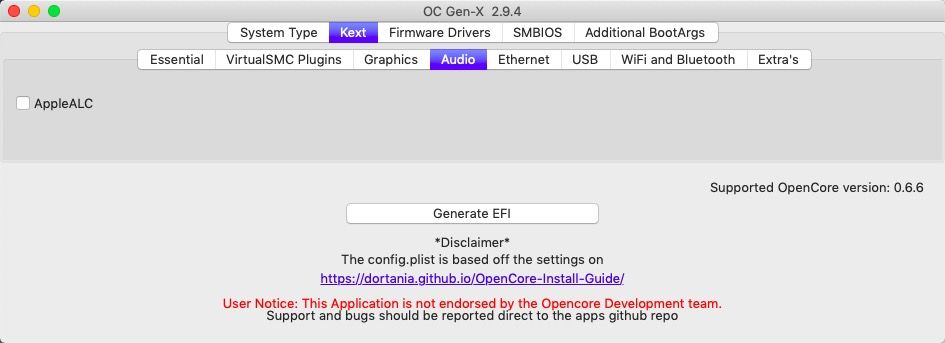 OC Gen-X 2.9.4
System Type Kext Firmware Drivers SMBIOS Additional BootArgs
Essential VirtualSMC Plugins Graphics Audio Ethernet USB WiFi and Bluetooth Extra's
AppleALC
Supported OpenCore version: 0.6.6
Generate EFI
*Disclaimer*
The config.plist is based off the settings on
https://dortania.github.io/OpenCore-Install-Guide/
User Notice: This Application is not endorsed by the Opencore Development team.
Support and bugs should be reported direct to the apps github repo